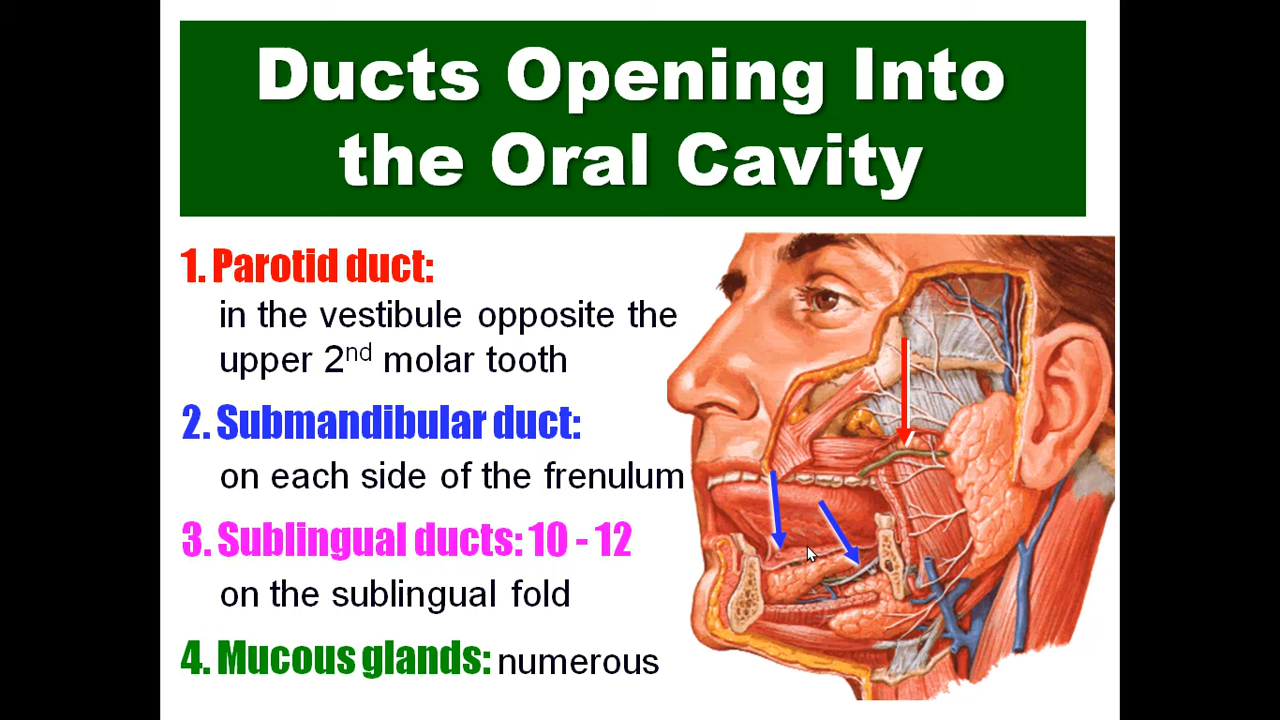 Ducts Opening Into
the Oral Cavity
1. Parotid duct:
in the vestibule opposite the
upper 2nd molar tooth
2. Submandibular duct:
on each side of the frenulum
3. Sublingual ducts: 10 - 12
on the sublingual fold
4. Mucous glands: numerous